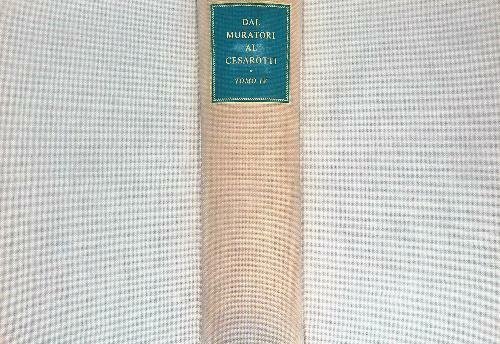 DAL
MURATORI
AL
CESAROTTI
TOMO IV